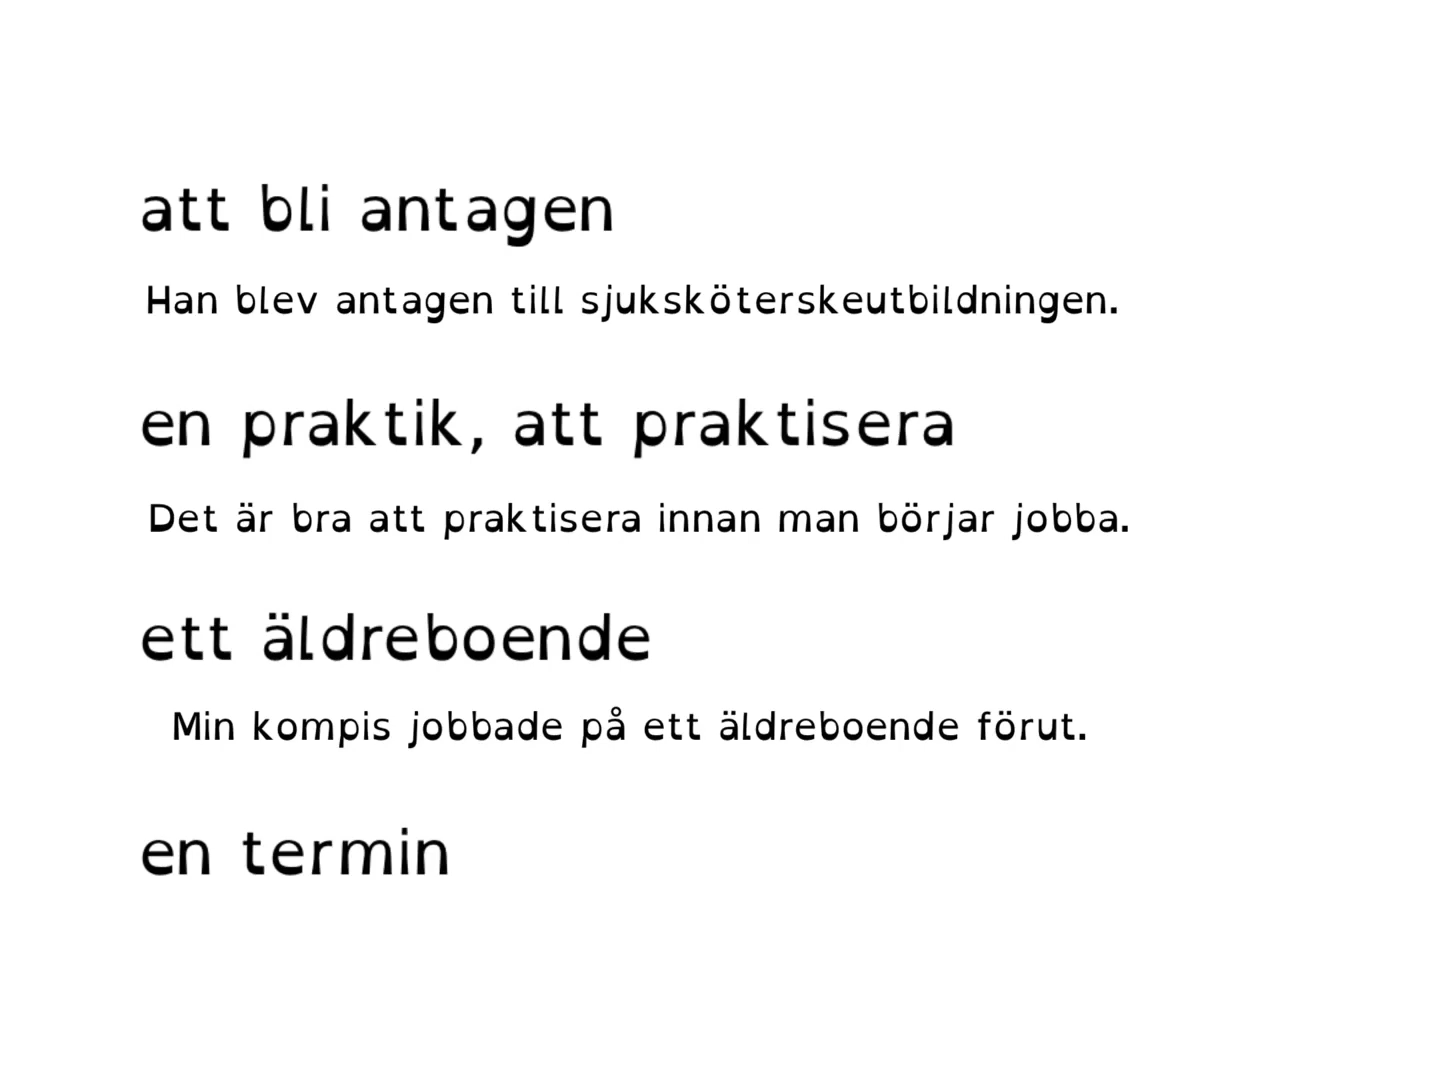 att bli antagen
Han blev antagen till sjuksköterskeutbildningen.
en praktik, att praktisera
Det är bra att praktisera innan man börjar jobba.
ett äldreboende
Min kompis jobbade på ett äldreboende förut.
en termin